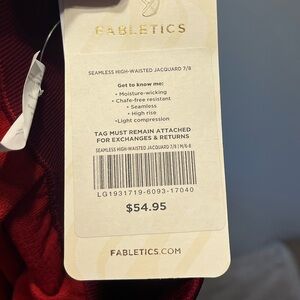 FABLETICS
SEAMLESS HIGH-WAISTED JACQUARD 7/8
Get to know me:
• Moisture-wicking
• Chafe-free resistant
• Seamless
• High rise
•Light compression
TAG MUST REMAIN ATTACHED
FOR EXCHANGES & RETURNS
SEAMLESS HIGH-WAISTED JACQUARD 7/8 | M/6-8
LG1931719-6093-17040
$54.95
FABLETICS.COM